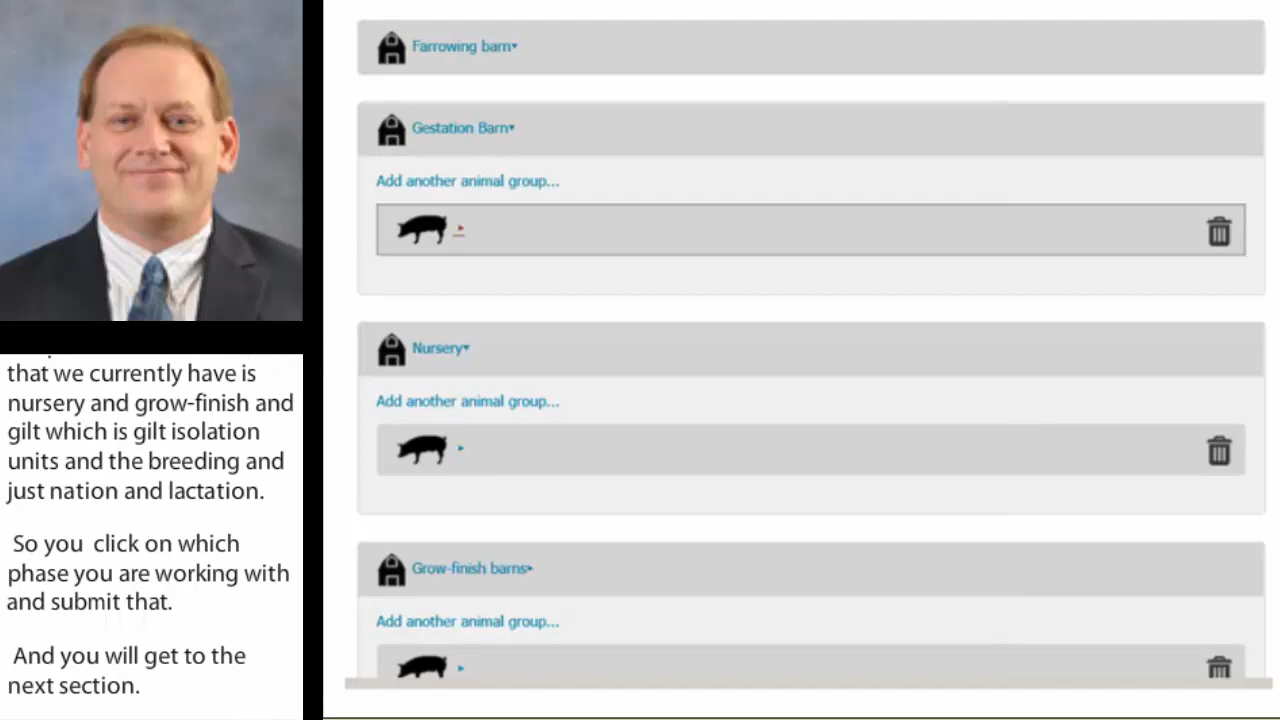 that we currently have is
nursery and grow-finish and
gilt which is gilt isolation
units and the breeding and
just nation and lactation.
So you click on which
phase you are working with
and submit that.
And you will get to the
next section.
Farrowing barn
Gestation Barn
Add another animal group...
Nursery
Add another animal group...
Grow-finish barns
Add another animal group...